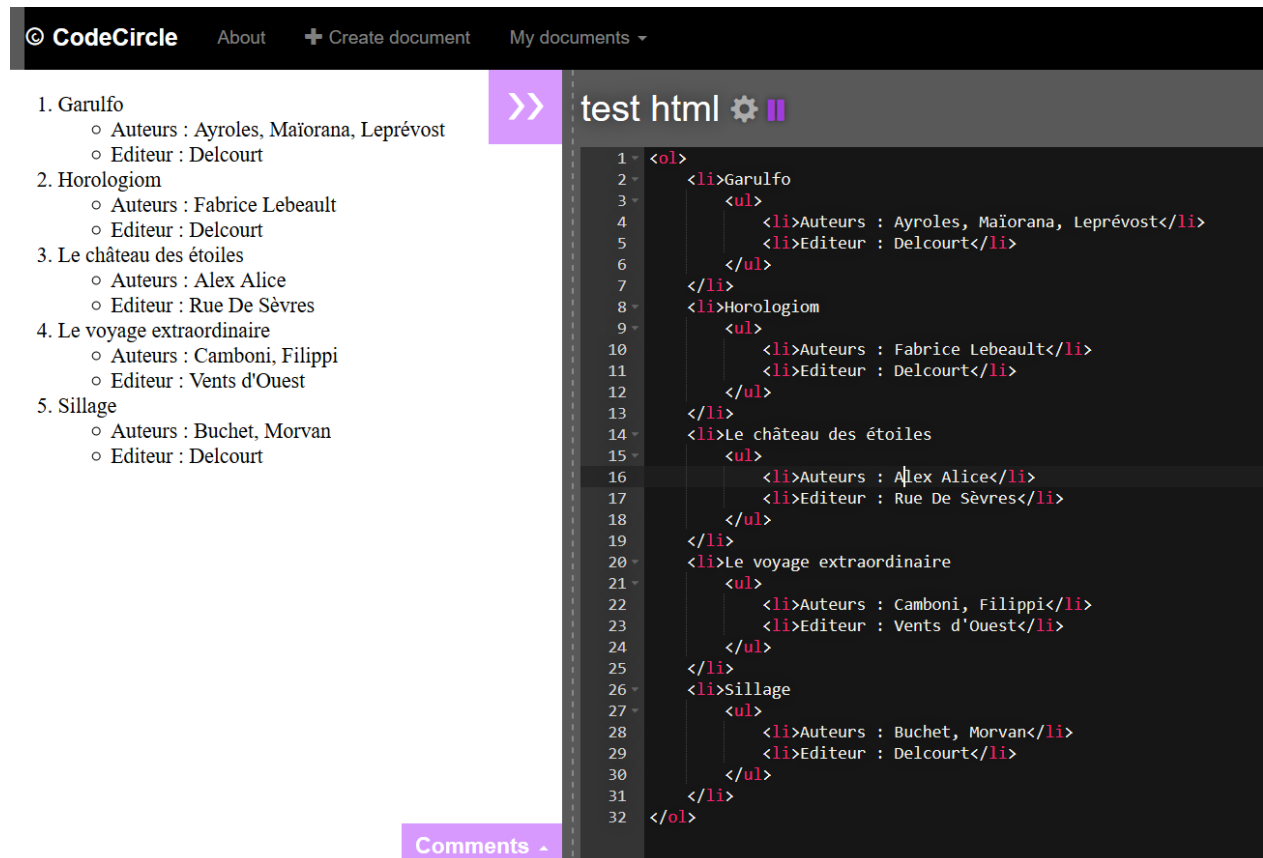 © CodeCircle About + Create document My documents
1. Garulfo
○ Auteurs : Ayroles, Maïorana, Leprévost
○ Editeur : Delcourt
2. Horologiom
○ Auteurs : Fabrice Lebeault
○ Editeur : Delcourt
3. Le château des étoiles
○ Auteurs : Alex Alice
○ Editeur : Rue De Sèvres
4. Le voyage extraordinaire
○ Auteurs : Camboni, Filippi
○ Editeur : Vents d'Ouest
5. Sillage
○ Auteurs : Buchet, Morvan
○ Editeur : Delcourt
Comments
test html
1 <ol>
2 <li>Garulfo
3 <ul>
4 <li>Auteurs : Ayroles, Maïorana, Leprévost</li>
5 <li>Editeur : Delcourt</li>
6 </ul>
7 </li>
8 <li>Horologiom
9 <ul>
10 <li>Auteurs : Fabrice Lebeault</li>
11 <li>Editeur : Delcourt</li>
12 </ul>
13 </li>
14 <li>Le château des étoiles
15 <ul>
16 <li>Auteurs : Alex Alice</li>
17 <li>Editeur : Rue De Sèvres</li>
18 </ul>
19 </li>
20 <li>Le voyage extraordinaire
21 <ul>
22 <li>Auteurs : Camboni, Filippi</li>
23 <li>Editeur : Vents d'Ouest</li>
24 </ul>
25 </li>
26 <li>Sillage
27 <ul>
28 <li>Auteurs : Buchet, Morvan</li>
29 <li>Editeur : Delcourt</li>
30 </ul>
31 </li>
32 </ol>